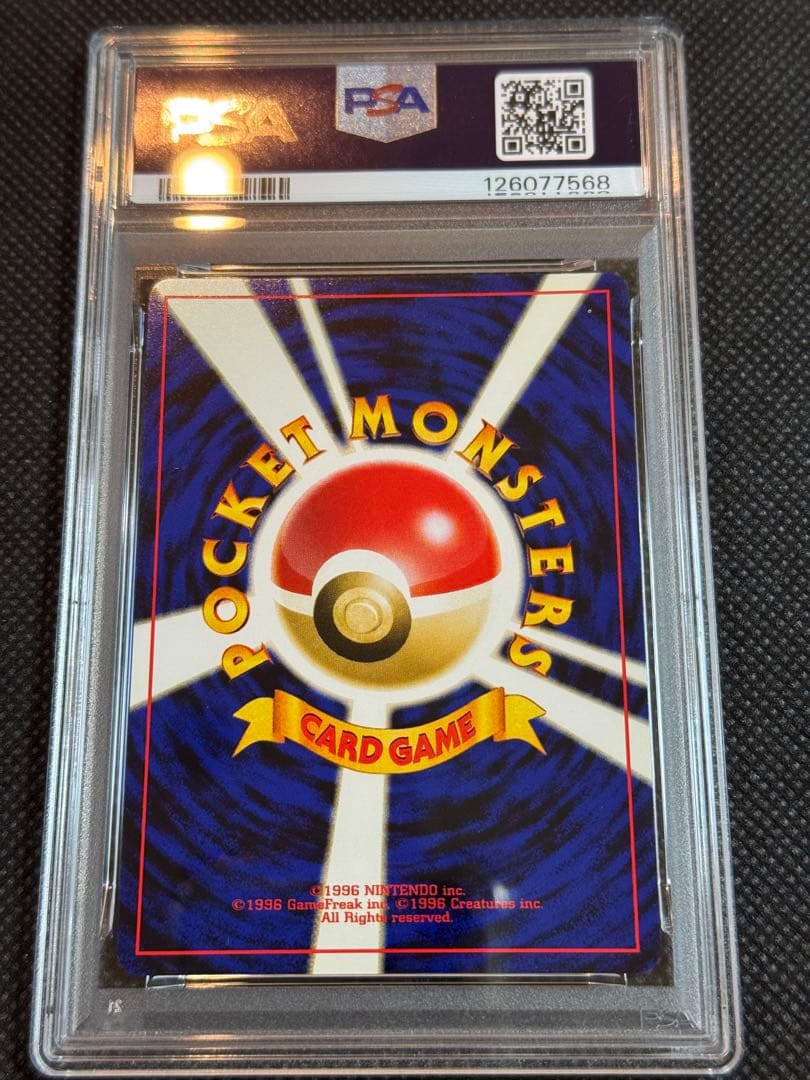 PSA
PSA
126077568
POCKET MONSTERS
CARD GAME
©1996 NINTENDO inc.
©1996 GameFreak inc. ©1996 Creatures inc.
All Rights reserved.
PSA